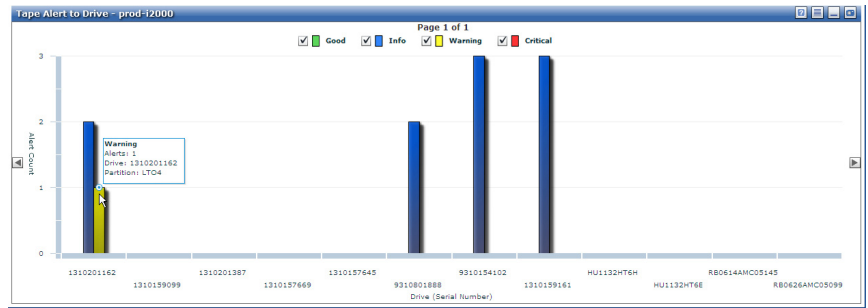 Tape Alert to Drive - prod-i2000
Page 1 of 1
Good Info Warning Critical
3
2
1
0
Alert Count
Warning
Alerts: 1
Drive: 1310201162
Partition: LTO4
1310201162 1310201387 1310157645 9310154102 HU1132HT6H RB0614AMC05145
1310159099 1310157669 9310801888 1310159161 HU1132HT6E RB0626AMC05099
Drive (Serial Number)